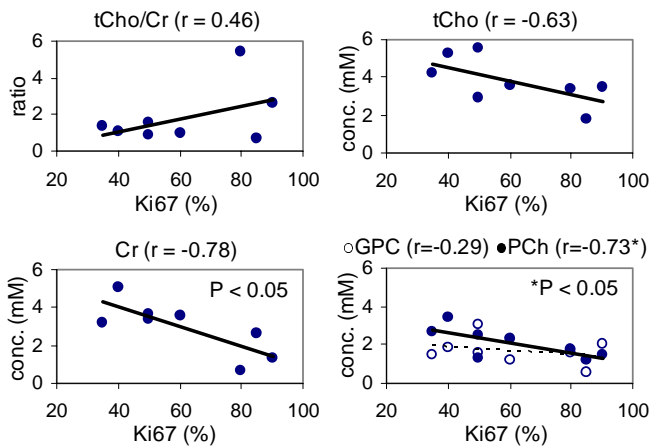 tCho/Cr (r = 0.46)
6
4
2
0
ratio
20 40 60 80 100
Ki67 (%)
tCho (r = -0.63)
6
4
2
0
conc. (mM)
20 40 60 80 100
Ki67 (%)
Cr (r = -0.78)
P < 0.05
6
4
2
0
conc. (mM)
20 40 60 80 100
Ki67 (%)
GPC (r=-0.29) PCh (r=-0.73*)
*P < 0.05
6
4
2
0
conc. (mM)
20 40 60 80 100
Ki67 (%)